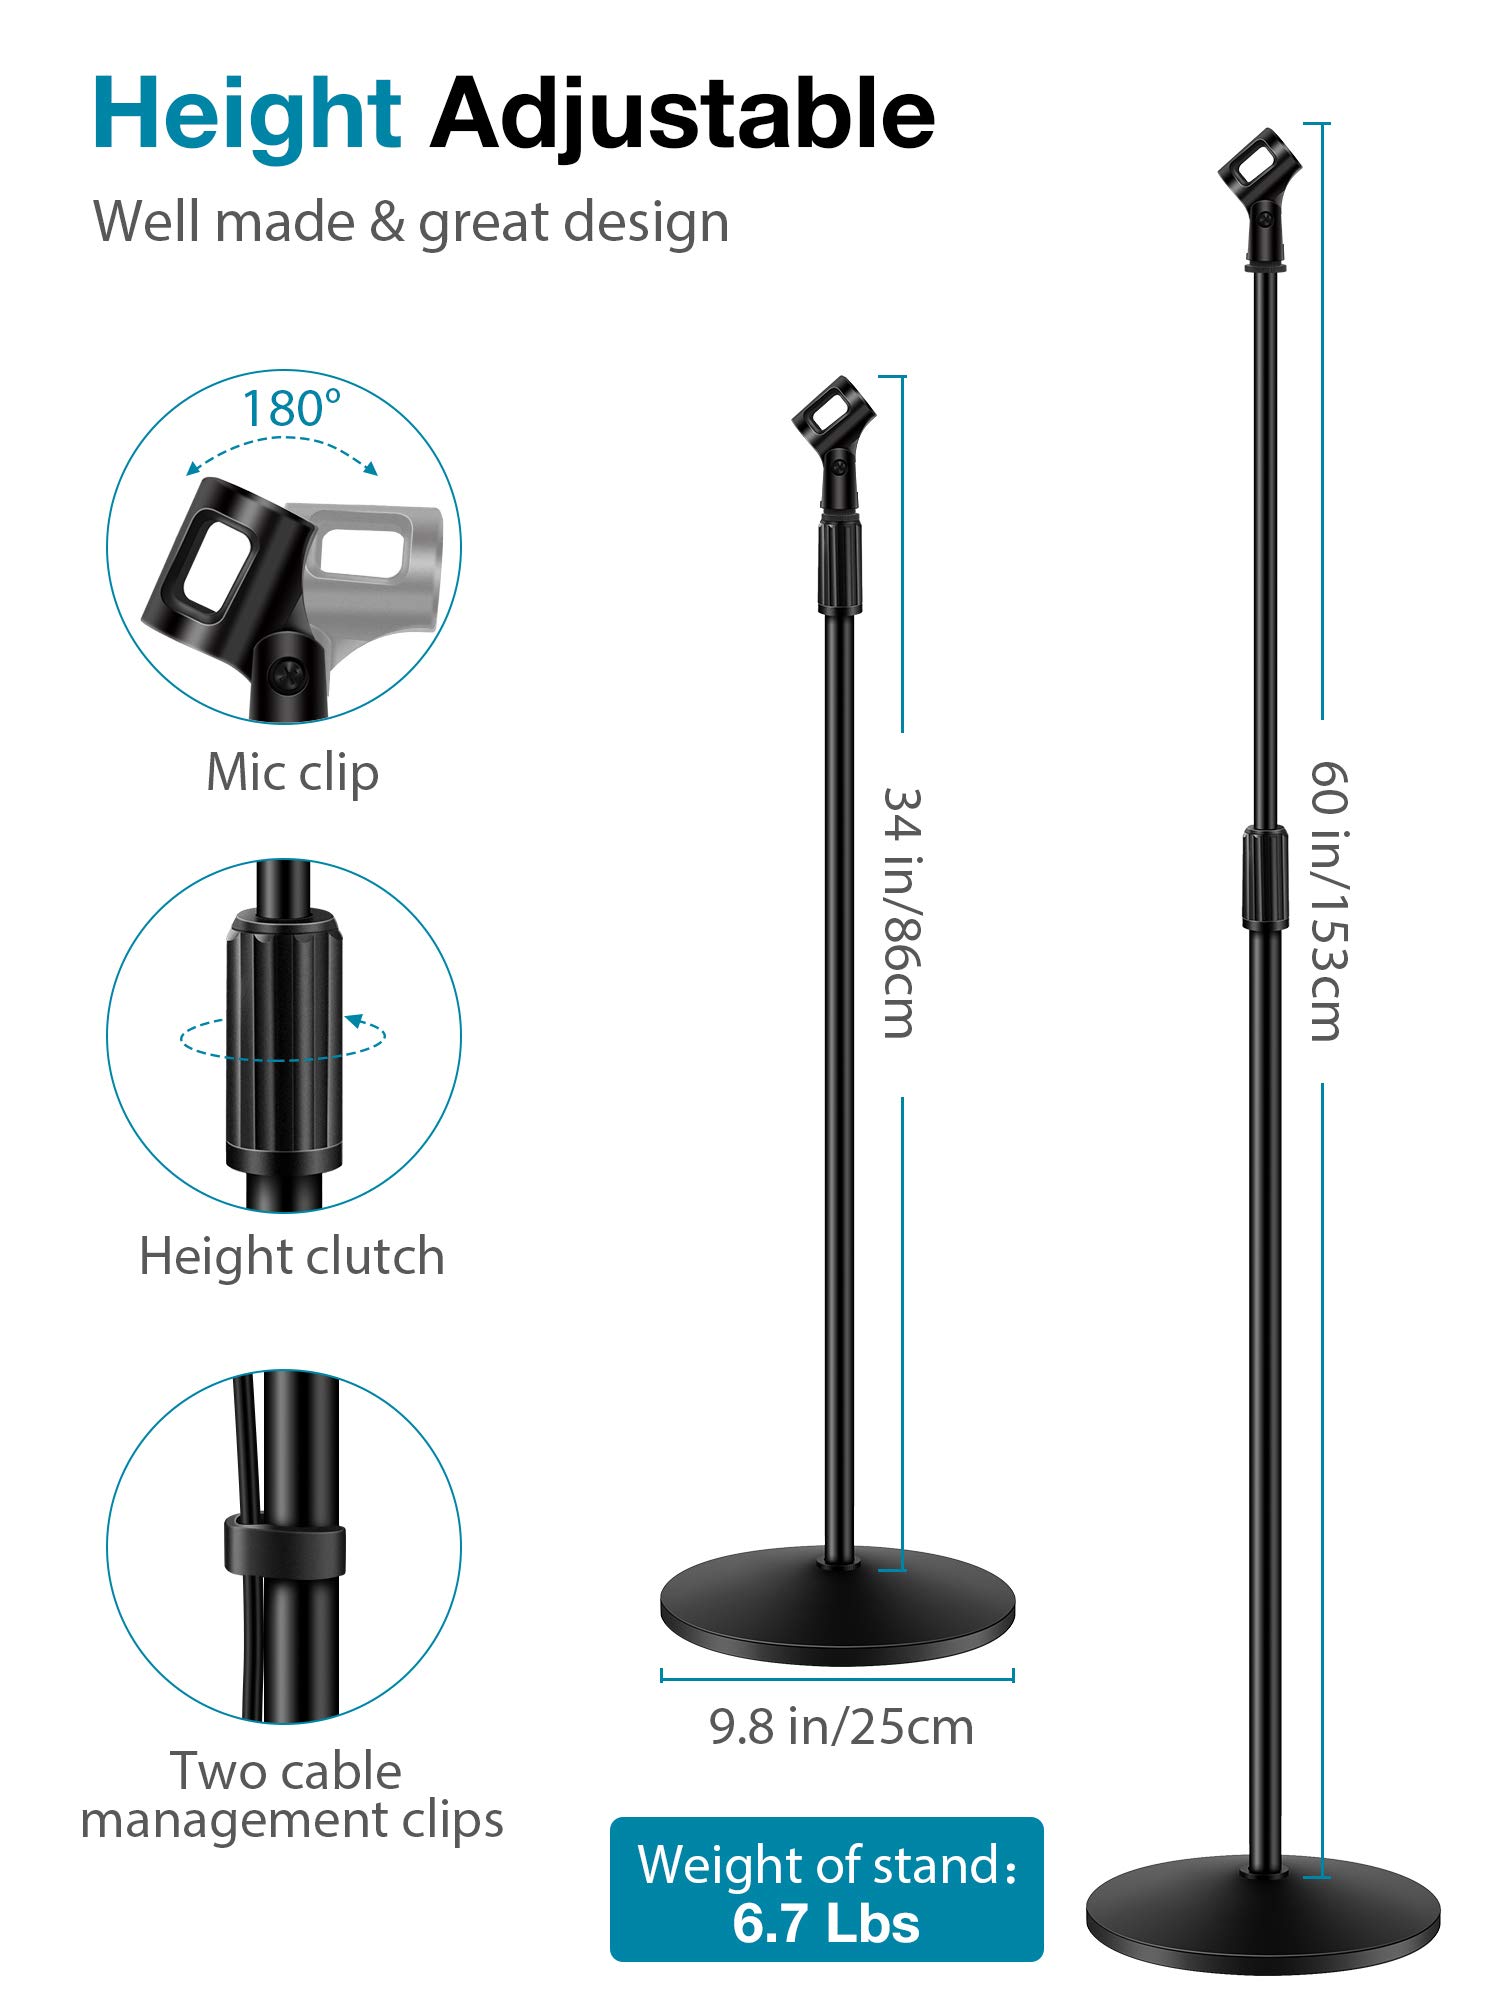 Height Adjustable
Well made & great design
180°
Mic clip
Height clutch
Two cable
management clips
34 in/86cm
9.8 in/25cm
60 in/153cm
Weight of stand:
6.7 Lbs